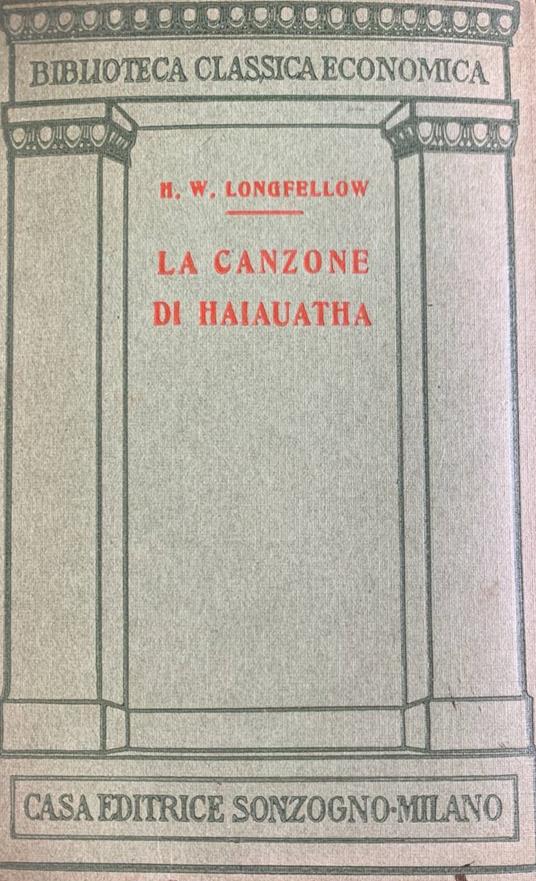 BIBLIOTECA CLASSICA ECONOMICA
H. W. LONGFELLOW
LA CANZONE
DI HAIAUATHA
CASA EDITRICE SONZOGNO-MILANO